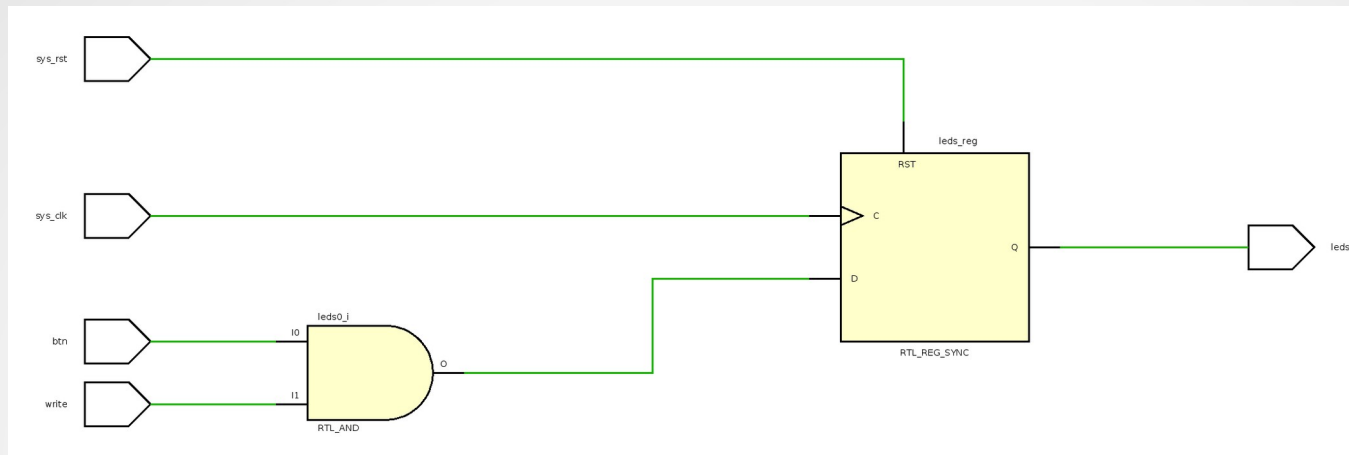 sys_rst
leds_reg
RST
sys_clk
C
Q
leds
D
leds0_i
btn
I0
O
RTL_REG_SYNC
write
I1
RTL_AND